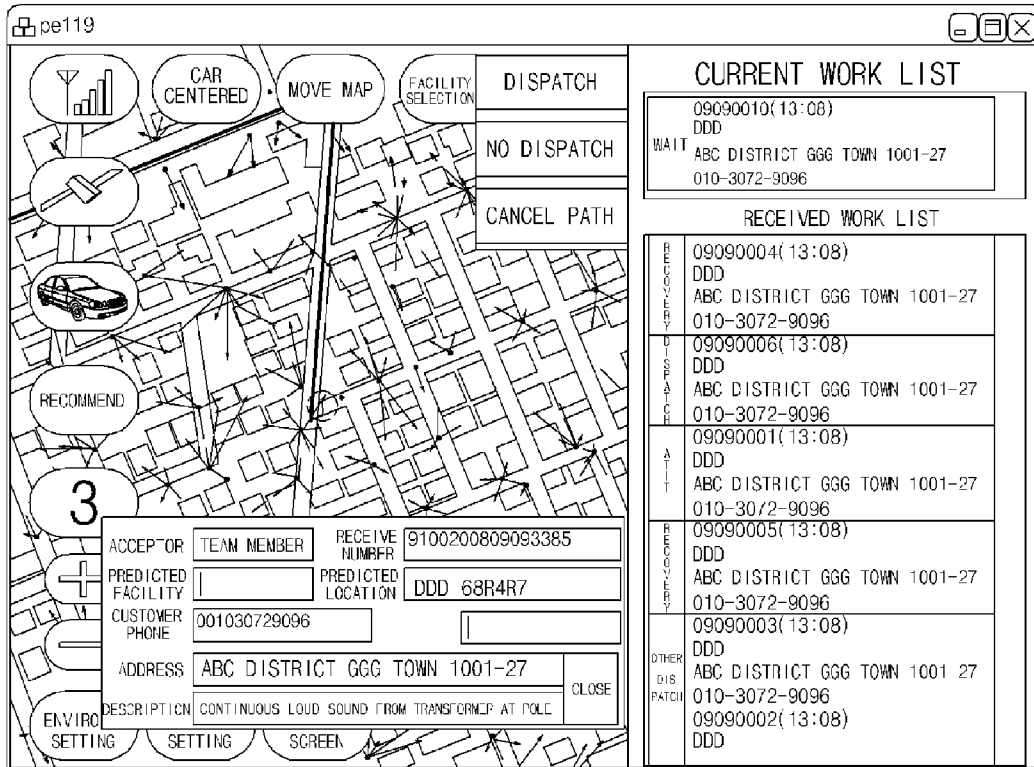 pe119
CAR
CENTERED
MOVE MAP
FACILITY
SELECTION
DISPATCH
NO DISPATCH
CANCEL PATH
RECOMMEND
3
ACCEPTOR
TEAM MEMBER
RECEIVE
NUMBER
9100200809093385
PREDICTED
FACILITY
PREDICTED
LOCATION
DDD 68R4R7
CUSTOMER
PHONE
001030729096
ADDRESS
ABC DISTRICT GGG TOWN 1001-27
CLOSE
DESCRIPTION
CONTINUOUS LOUD SOUND FROM TRANSFORMER AT POLE
ENVIRO
SETTING
SETTING
SCREEN
CURRENT WORK LIST
WAIT
09090010(13:08)
DDD
ABC DISTRICT GGG TOWN 1001-27
010-3072-9096
RECEIVED WORK LIST
RECOVERY
09090004(13:08)
DDD
ABC DISTRICT GGG TOWN 1001-27
010-3072-9096
DISPATCH
09090006(13:08)
DDD
ABC DISTRICT GGG TOWN 1001-27
010-3072-9096
09090001(13:08)
DDD
ABC DISTRICT GGG TOWN 1001-27
010-3072-9096
RECOVERY
09090005(13:08)
DDD
ABC DISTRICT GGG TOWN 1001-27
010-3072-9096
OTHER
DIS
PATCH
09090003(13:08)
DDD
ABC DISTRICT GGG TOWN 1001-27
010-3072-9096
09090002(13:08)
DDD